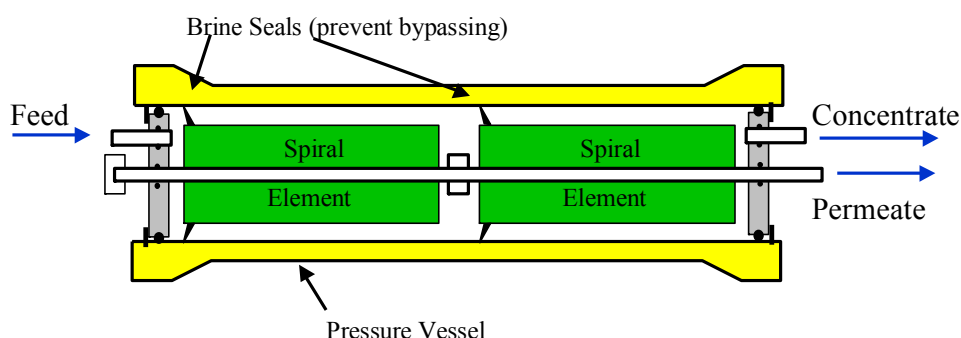 Brine Seals (prevent bypassing)
Feed
Concentrate
Spiral
Spiral
Element
Element
Permeate
Pressure Vessel